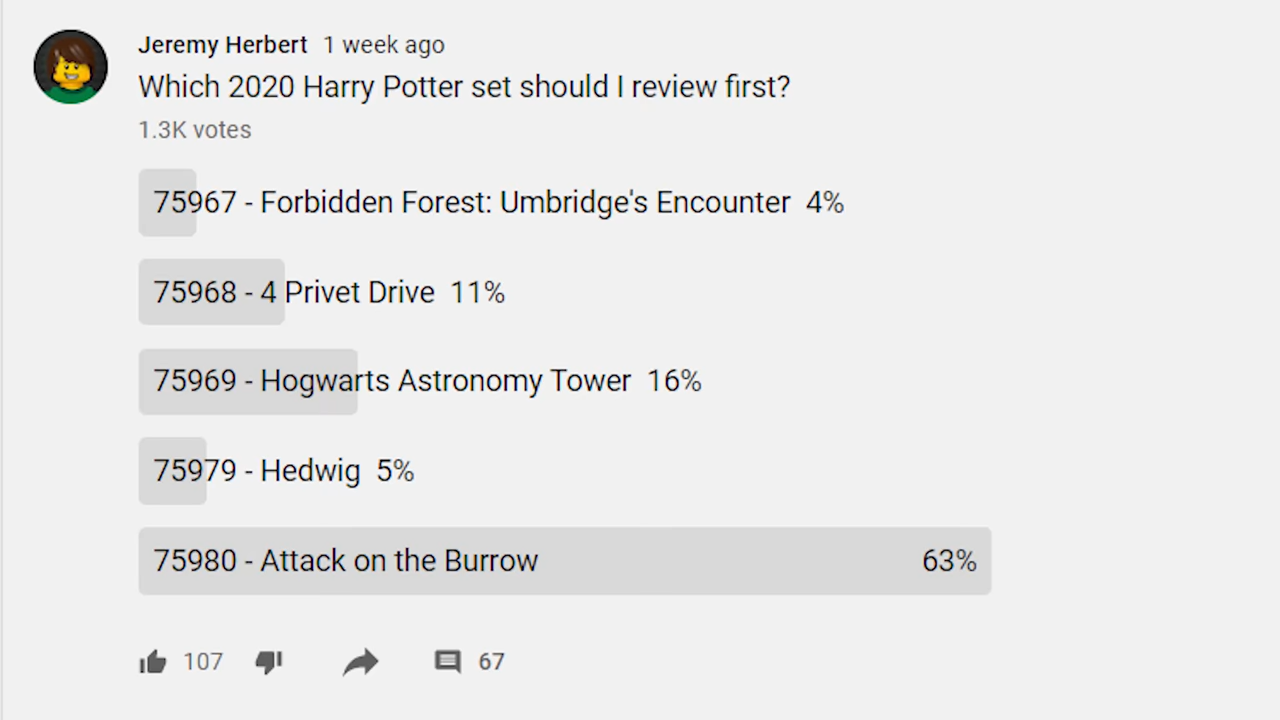 Jeremy Herbert 1 week ago
Which 2020 Harry Potter set should I review first?
1.3K votes
75967 - Forbidden Forest: Umbridge's Encounter 4%
75968 - 4 Privet Drive 11%
75969 - Hogwarts Astronomy Tower 16%
75979 - Hedwig 5%
75980 - Attack on the Burrow 63%
107 67